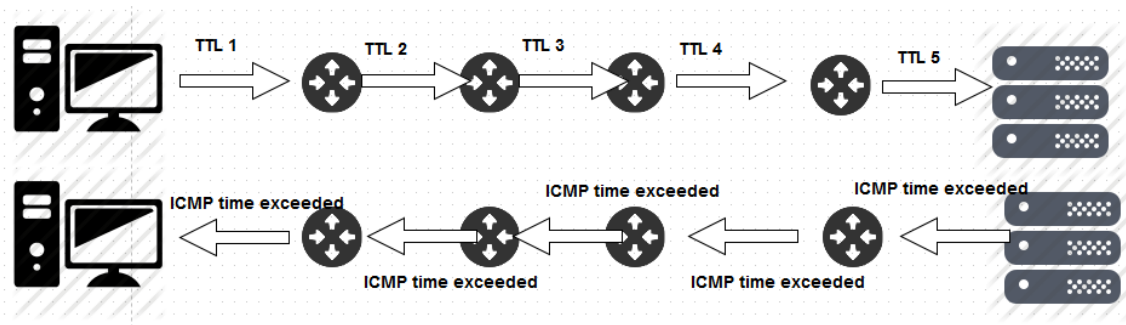 TTL 1
TTL 2
TTL 3
TTL 4
TTL 5
ICMP time exceeded
ICMP time exceeded
ICMP time exceeded
ICMP time exceeded
ICMP time exceeded